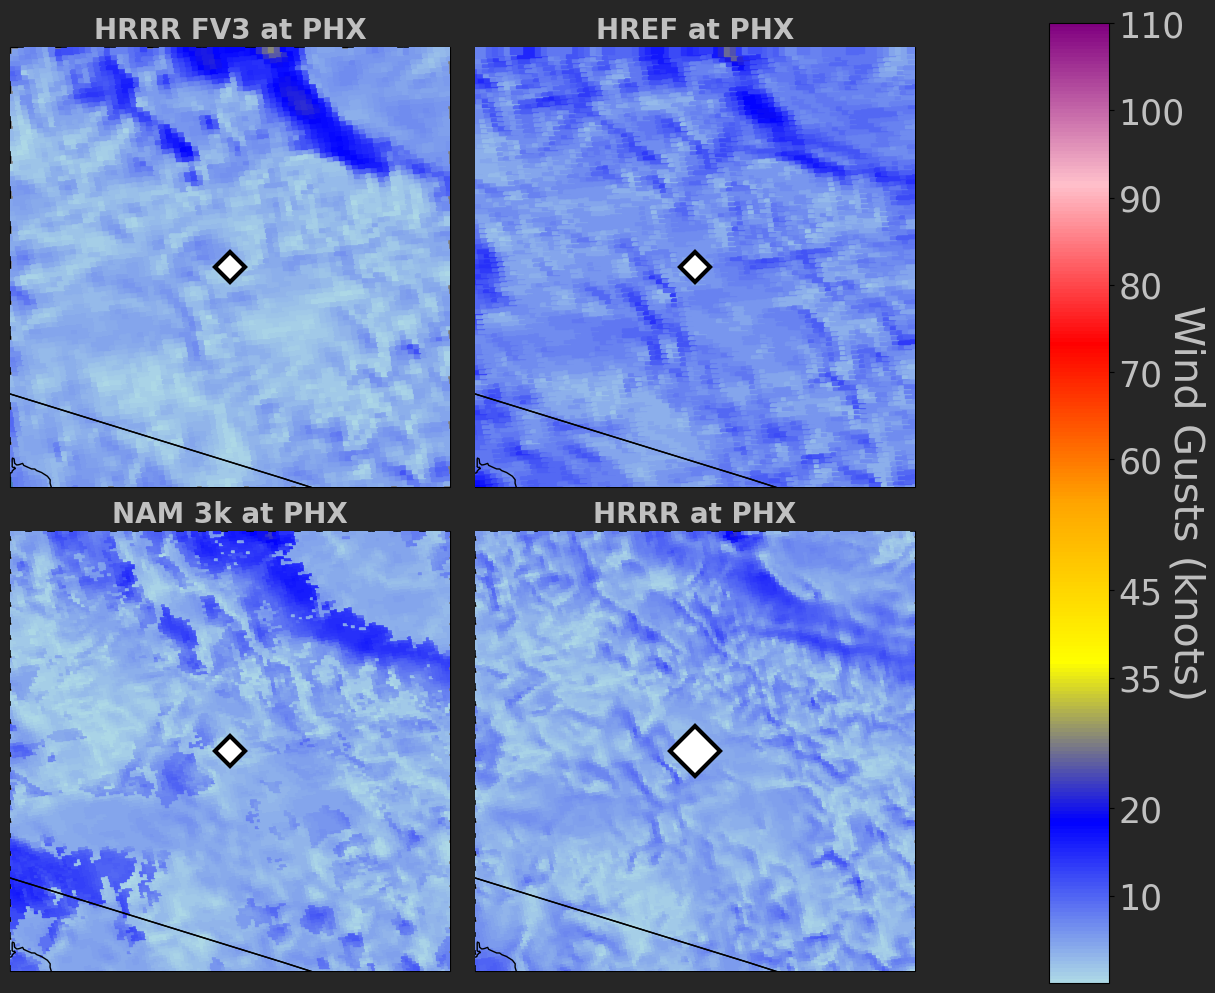 HRRR FV3 at PHX
HREF at PHX
NAM 3k at PHX
HRRR at PHX
110
100
90
80
70
60
45
35
20
10
Wind Gusts (knots)